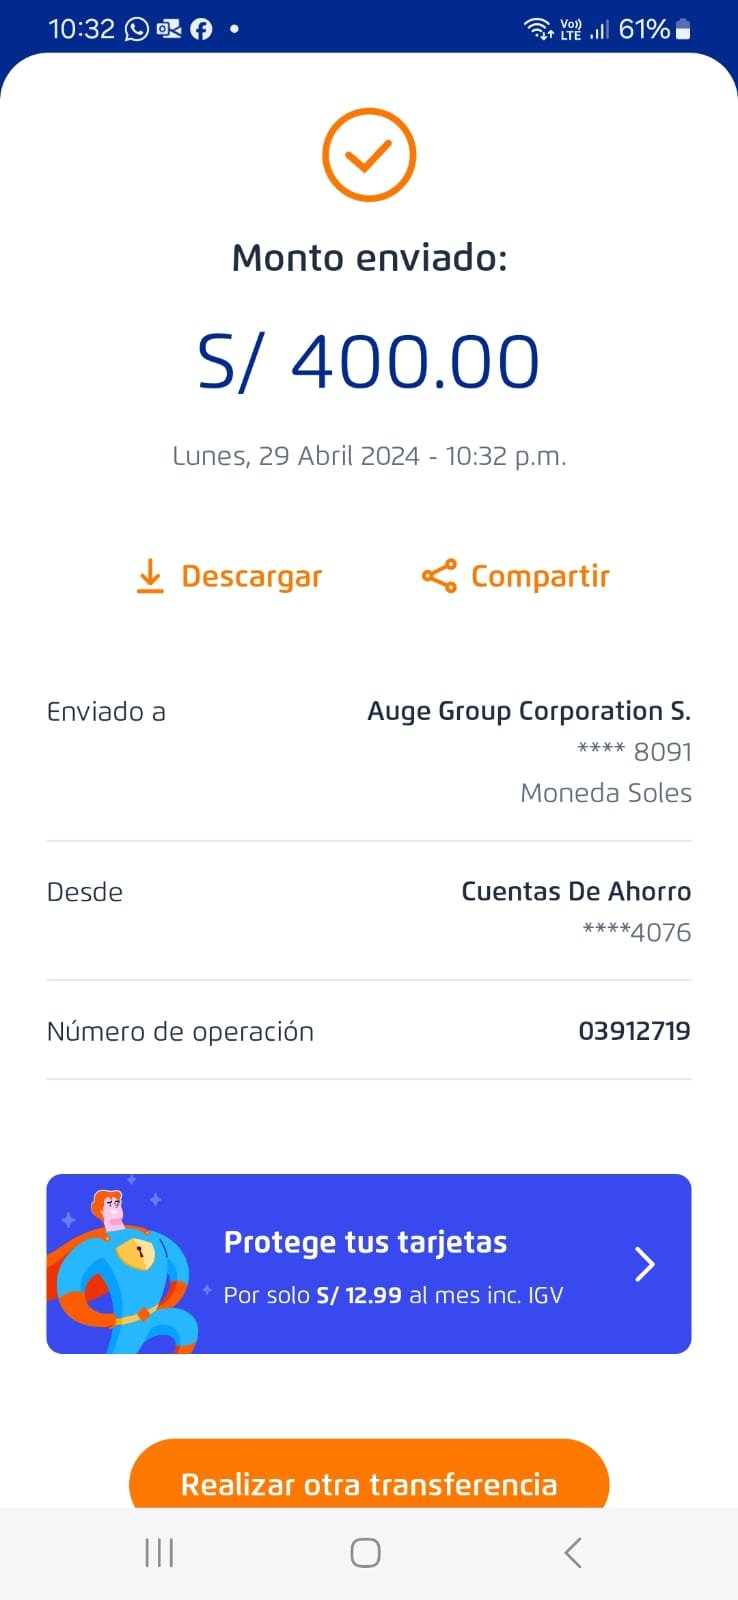 10:32
Vo))
LTE
61%
Monto enviado:
S/ 400.00
Lunes, 29 Abril 2024 - 10:32 p.m.
Descargar
Compartir
Enviado a
Auge Group Corporation S.
**** 8091
Moneda Soles
Desde
Cuentas De Ahorro
****4076
Número de operación
03912719
Protege tus tarjetas
Por solo S/ 12.99 al mes inc. IGV
Realizar otra transferencia